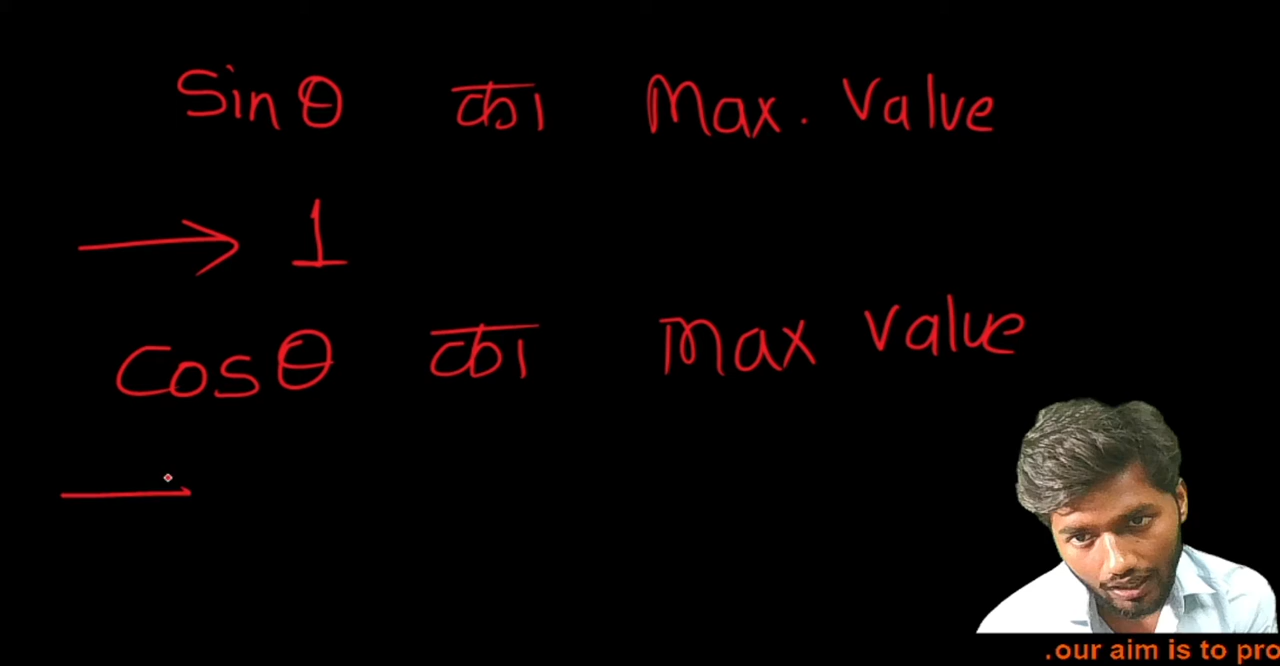 Sinθ का Max. Value
→ 1
Cosθ का Max Value
.our aim is to pro